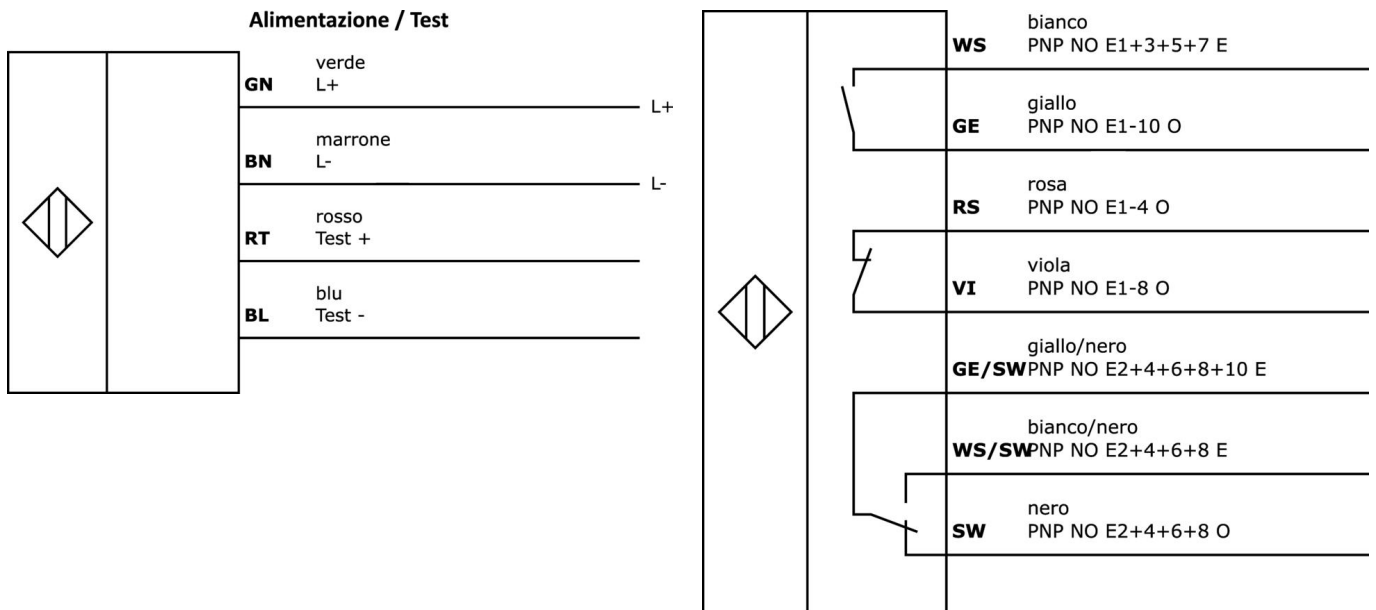 Alimentazione / Test
verde
GN L+
L+
marrone
BN L-
L-
rosso
RT Test +
blu
BL Test -
bianco
WS PNP NO E1+3+5+7 E
giallo
GE PNP NO E1-10 O
rosa
RS PNP NO E1-4 O
viola
VI PNP NO E1-8 O
giallo/nero
GE/SW PNP NO E2+4+6+8+10 E
bianco/nero
WS/SW PNP NO E2+4+6+8 E
nero
SW PNP NO E2+4+6+8 O